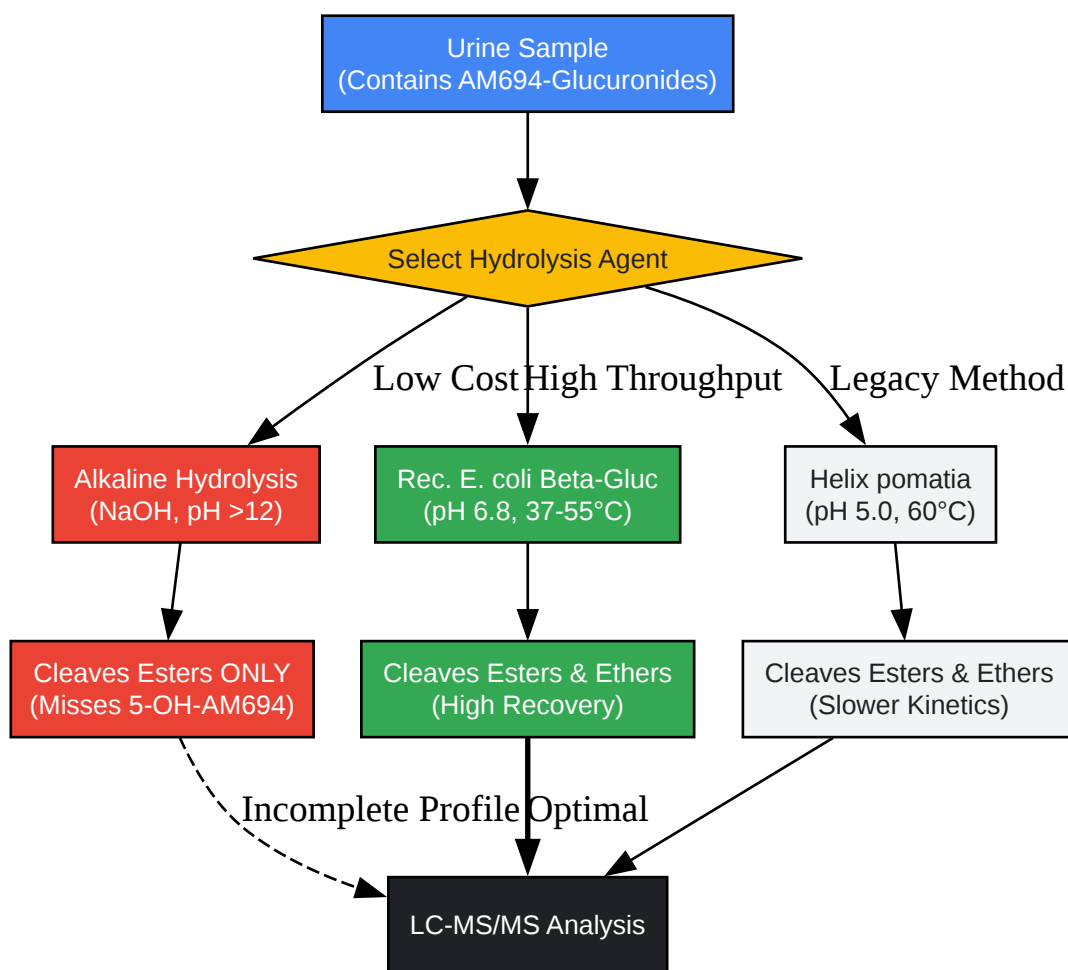 Urine Sample
(Contains AM694-Glucuronides)
Select Hydrolysis Agent
Low Cost
High Throughput
Legacy Method
Alkaline Hydrolysis
(NaOH, pH >12)
Rec. E. coli Beta-Gluc
(pH 6.8, 37-55°C)
Helix pomatia
(pH 5.0, 60°C)
Cleaves Esters ONLY
(Misses 5-OH-AM694)
Cleaves Esters & Ethers
(High Recovery)
Cleaves Esters & Ethers
(Slower Kinetics)
Incomplete Profile
Optimal
LC-MS/MS Analysis